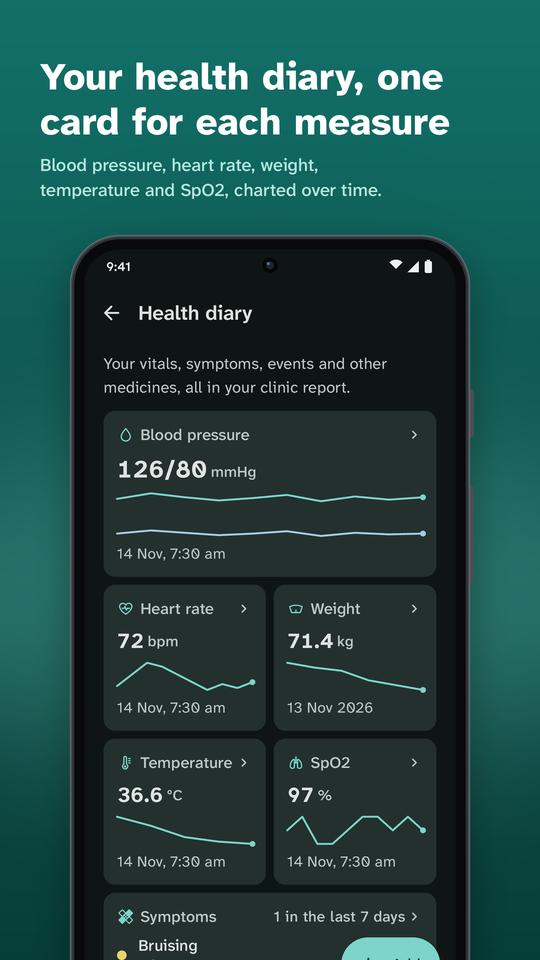 Your health diary, one
card for each measure
Blood pressure, heart rate, weight,
temperature and SpO2, charted over time.
9:41
Health diary
Your vitals, symptoms, events and other
medicines, all in your clinic report.
Blood pressure
126/80 mmHg
14 Nov, 7:30 am
Heart rate
72 bpm
14 Nov, 7:30 am
Weight
71.4 kg
13 Nov 2026
Temperature
36.6 °C
14 Nov, 7:30 am
SpO2
97 %
14 Nov, 7:30 am
Symptoms
1 in the last 7 days
Bruising